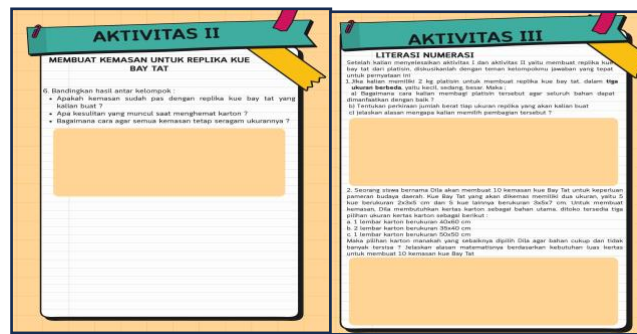 AKTIVITAS II
MEMBUAT KEMASAN UNTUK REPLIKA KUE
BAY TAT
6. Bandingkan hasil antar kelompok :
• Apakah kemasan sudah pas dengan replika kue bay tat yang
kalian buat ?
• Apa kesulitan yang muncul saat menghemat karton ?
• Bagaimana cara agar semua kemasan tetap seragam ukurannya ?
AKTIVITAS III
LITERASI NUMERASI
Setelah kalian menyelesaikan aktivitas 1 dan aktivitas II yaitu membuat replika kue
bay tat dari platisin, diskusikanlah dengan teman kelompokmu jawaban yang tepat
untuk pernyataan ini
1.Jika kalian memiliki 2 kg platisin untuk membuat replika kue bay tat, dalam tiga
ukuran berbeda, yaitu kecil, sedang, besar. Maka :
a) Bagaimana cara kalian membagi platisin tersebut agar seluruh bahan dapat
dimanfaatkan dengan baik ?
b) Tentukan perkiraan jumlah berat tiap ukuran replika yang akan kalian buat
c) Jelaskan alasan mengapa kalian memilih pembagian tersebut ?
2. Seorang siswa bernama Dila akan membuat 10 kemasan kue Bay Tat untuk keperluan
pameran budaya daerah. Kue Bay Tat yang akan dikemas memiliki dua ukuran, yaitu 5
kue berukuran 2x3x5 cm dan 5 kue lainnya berukuran 3x5x7 cm. Untuk membuat
kemasan, Dila membutuhkan kertas karton sebagai bahan utama, ditoko tersedia tiga
pilihan ukuran kertas karton sebagai berikut :
a. 1 lembar karton berukuran 40x60 cm
b. 2 lembar karton berukuran 35x40 cm
c. 1 lembar karton berukuran 50x50 cm
Maka pilihan karton manakah yang sebaiknya dipilih Dila agar bahan cukup dan tidak
banyak tersisa ? Jelaskan alasan matematisnya berdasarkan kebutuhan luas kertas
untuk membuat 10 kemasan kue Bay Tat